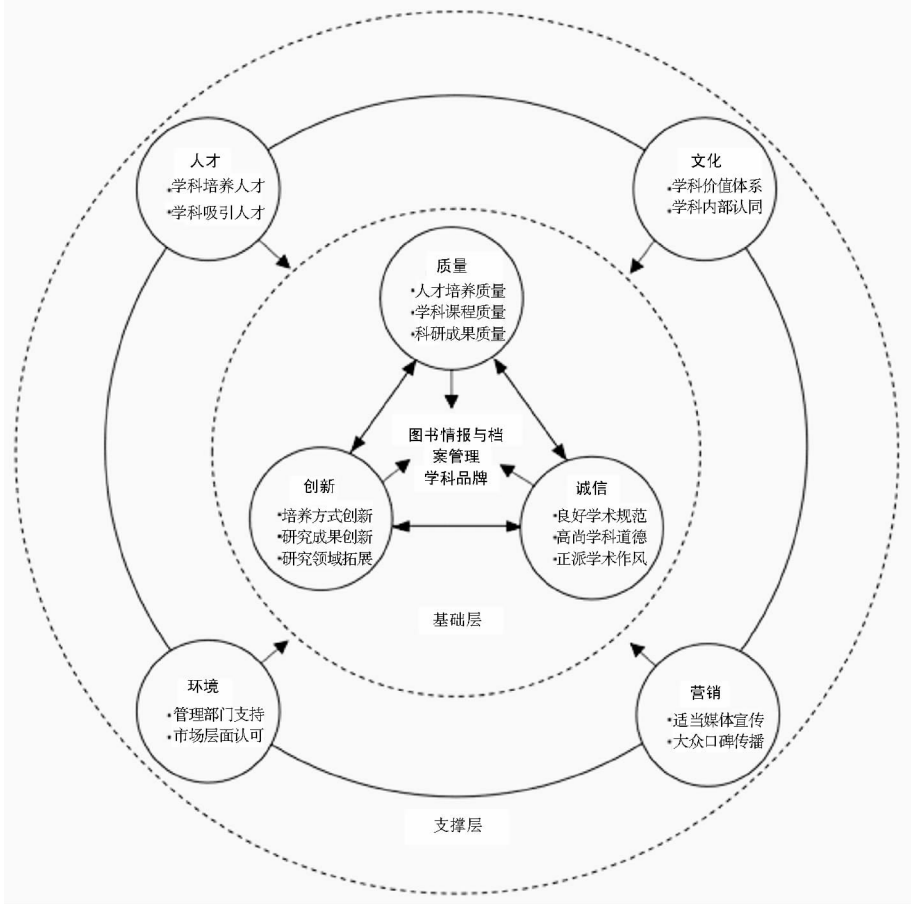 人才
*学科培养人才
*学科吸引人才
文化
*学科价值体系
*学科内部认同
质量
*人才培养质量
*学科课程质量
*科研成果质量
图书情报与档
案管理
学科品牌
创新
*培养方式创新
*研究成果创新
*研究领域拓展
诚信
*良好学术规范
*高尚学科道德
*正派学术作风
基础层
环境
*管理部门支持
*市场层面认可
营销
*适当媒体宣传
*大众口碑传播
支撑层